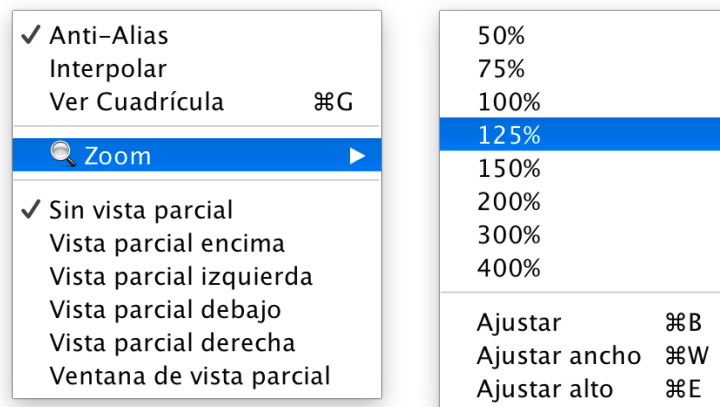 ✓ Anti-Alias
Interpolar
Ver Cuadrícula ⌘G
Zoom ▶
✓ Sin vista parcial
Vista parcial encima
Vista parcial izquierda
Vista parcial debajo
Vista parcial derecha
Ventana de vista parcial
50%
75%
100%
125%
150%
200%
300%
400%
Ajustar ⌘B
Ajustar ancho ⌘W
Ajustar alto ⌘E